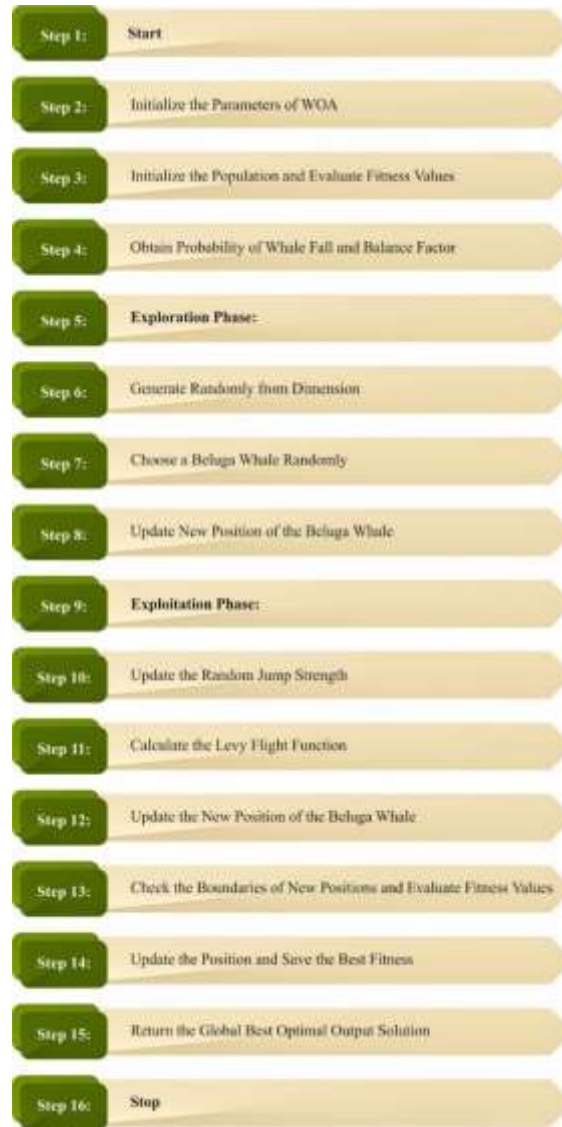 Step 1: Start
Step 2: Initialize the Parameters of WOA
Step 3: Initialize the Population and Evaluate Fitness Values
Step 4: Obtain Probability of Whale Fall and Balance Factor
Step 5: Exploration Phase:
Step 6: Generate Randomly from Dimension
Step 7: Choose a Beluga Whale Randomly
Step 8: Update New Position of the Beluga Whale
Step 9: Exploitation Phase:
Step 10: Update the Random Jump Strength
Step 11: Calculate the Levy Flight Function
Step 12: Update the New Position of the Beluga Whale
Step 13: Check the Boundaries of New Positions and Evaluate Fitness Values
Step 14: Update the Position and Save the Best Fitness
Step 15: Return the Global Best Optimal Output Solution
Step 16: Stop